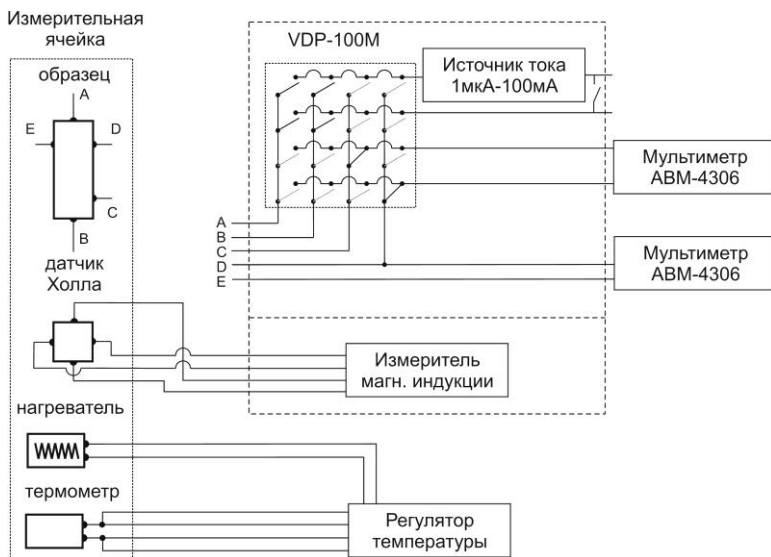 Измерительная
ячейка
образец
A
E
D
C
B
датчик
Холла
нагреватель
термометр
VDP-100M
Источник тока
1мкА-100мА
Мультиметр
АВМ-4306
A
B
C
D
E
Мультиметр
АВМ-4306
Измеритель
магн. индукции
Регулятор
температуры